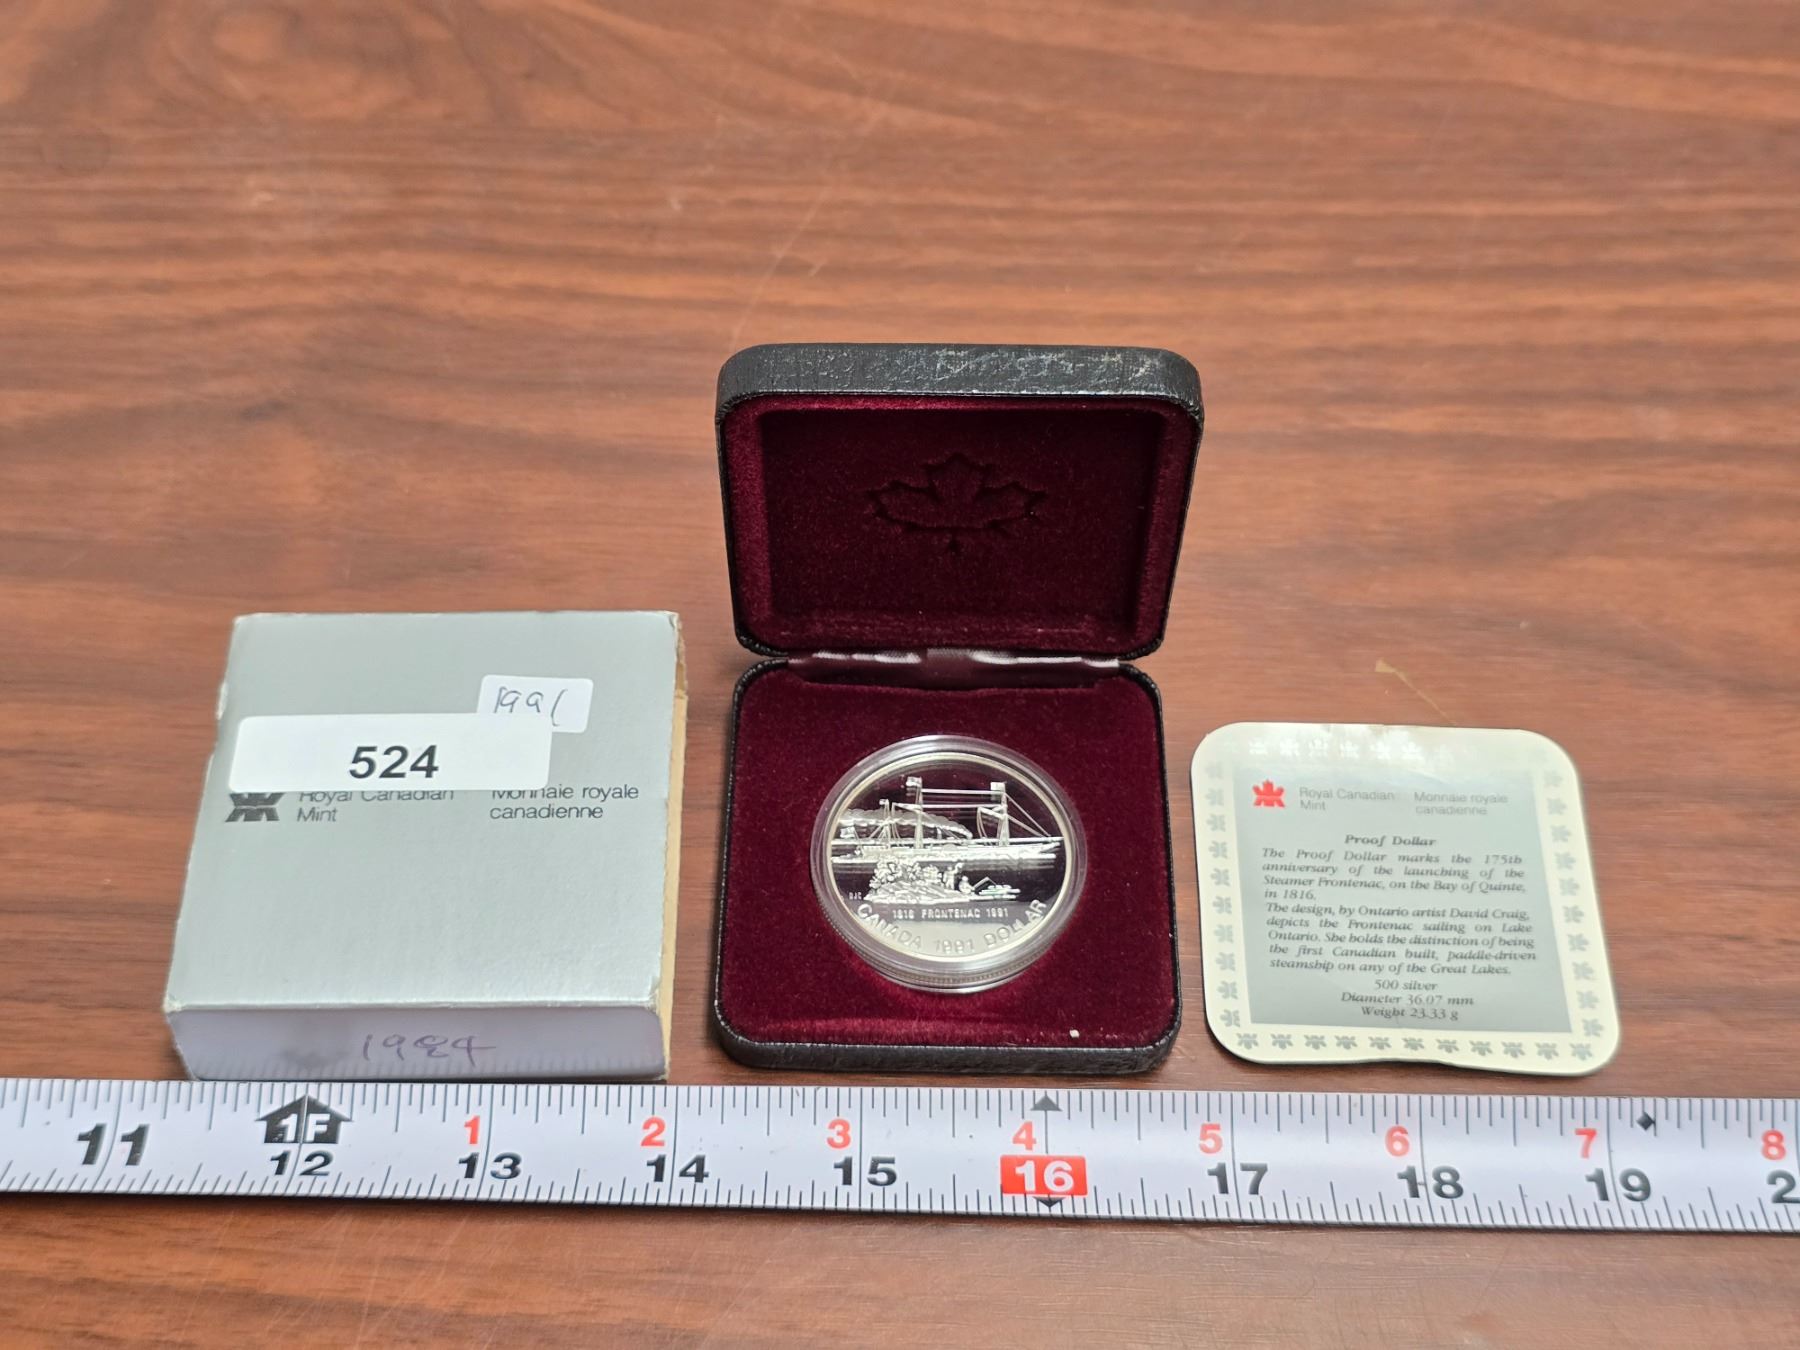 1991
524
Royal Canadian Monnaie royale
Mint canadienne
1984
DJC
1816 FRONTENAC 1991
CANADA 1991 DOLLAR
Royal Canadian Monnaie royale
Mint canadienne
Proof Dollar
The Proof Dollar marks the 175th
anniversary of the launching of the
Steamer Frontenac, on the Bay of Quinte,
in 1816.
The design, by Ontario artist David Craig,
depicts the Frontenac sailing on Lake
Ontario. She holds the distinction of being
the first Canadian built, paddle-driven
steamship on any of the Great Lakes.
500 silver
Diameter 36.07 mm
Weight 23.33 g
1F 1 2 3 4 5 6 7 8
11 12 13 14 15 16 17 18 19 2